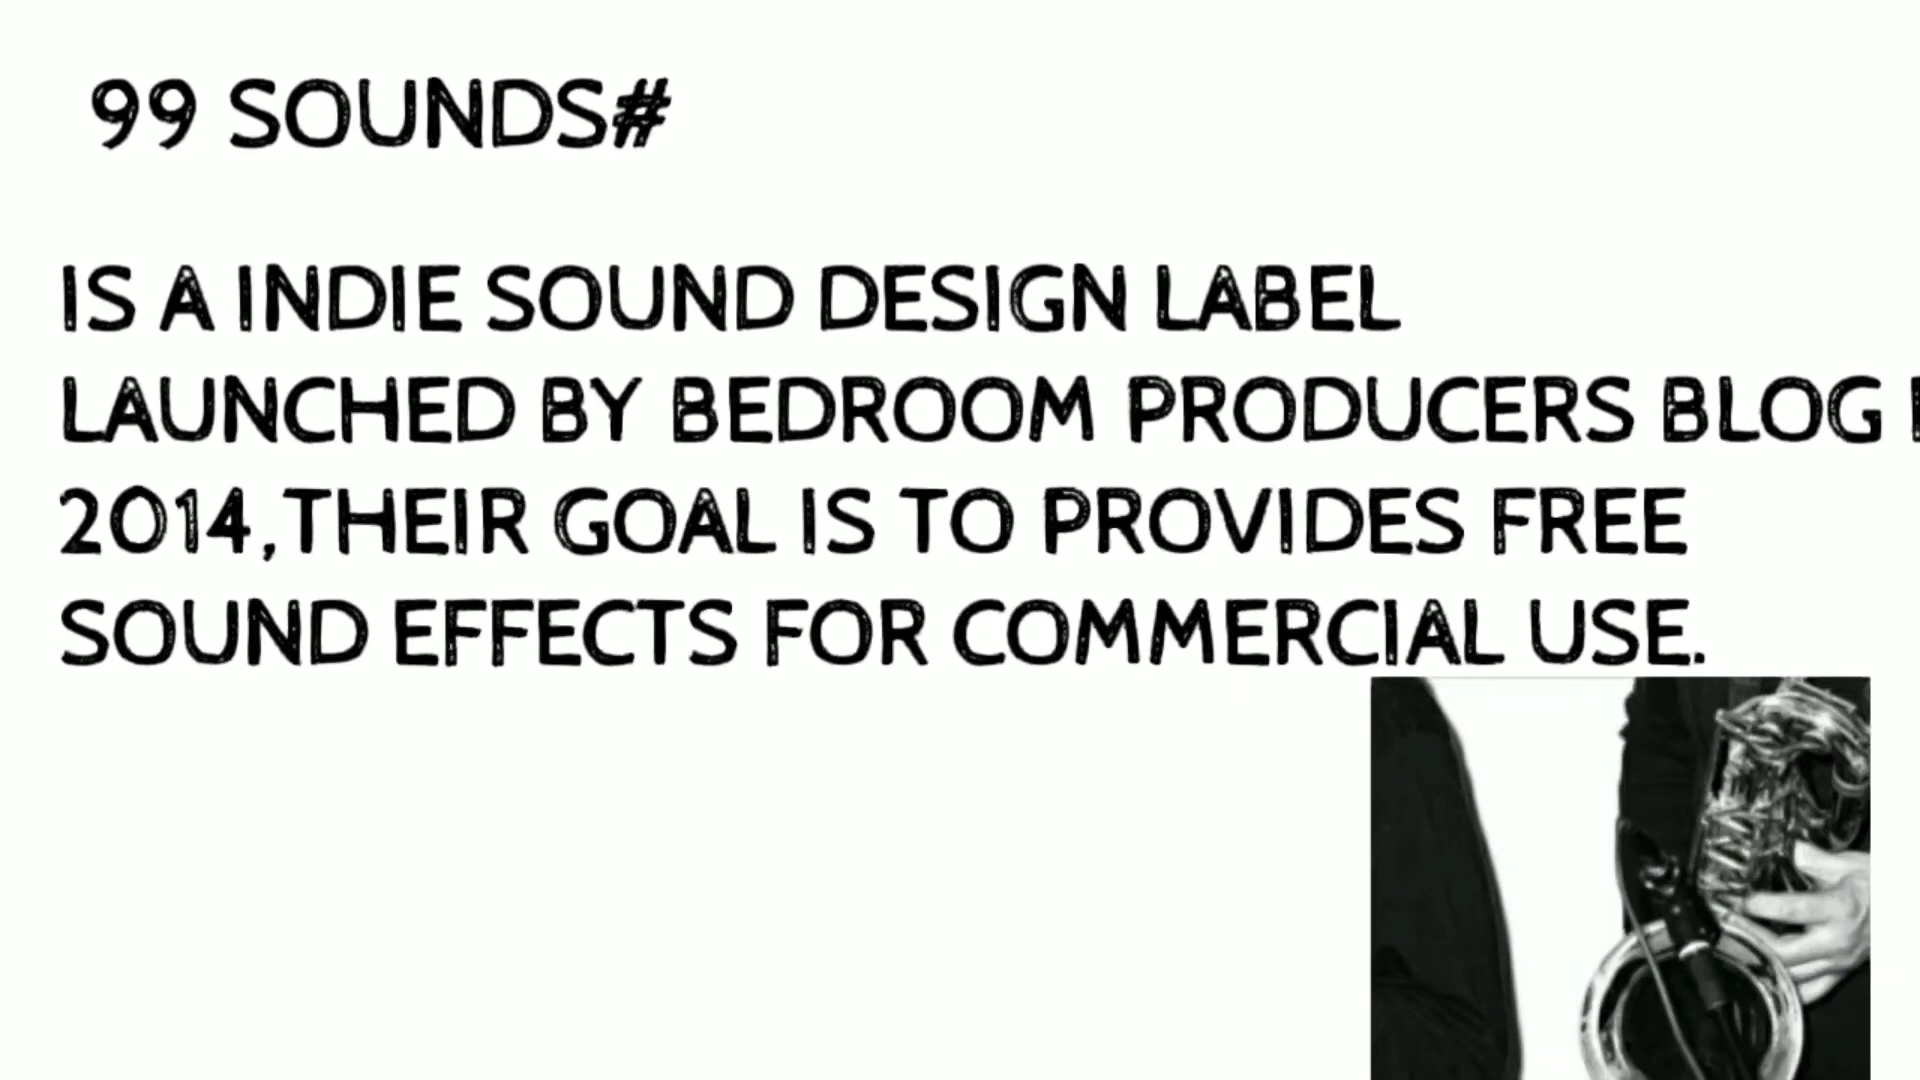 99 SOUNDS#
IS A INDIE SOUND DESIGN LABEL
LAUNCHED BY BEDROOM PRODUCERS BLOG
2014,THEIR GOAL IS TO PROVIDES FREE
SOUND EFFECTS FOR COMMERCIAL USE.